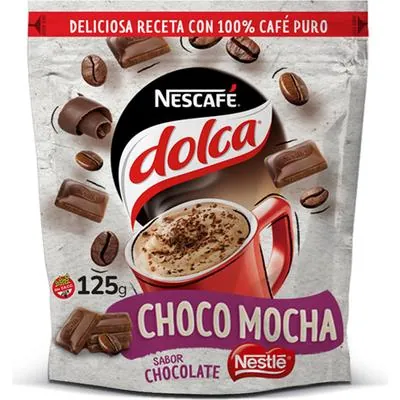 DELICIOSA RECETA CON 100% CAFÉ PURO
NESCAFÉ
dolca
125g
CHOCO MOCHA
SABOR
CHOCOLATE
Nestlé